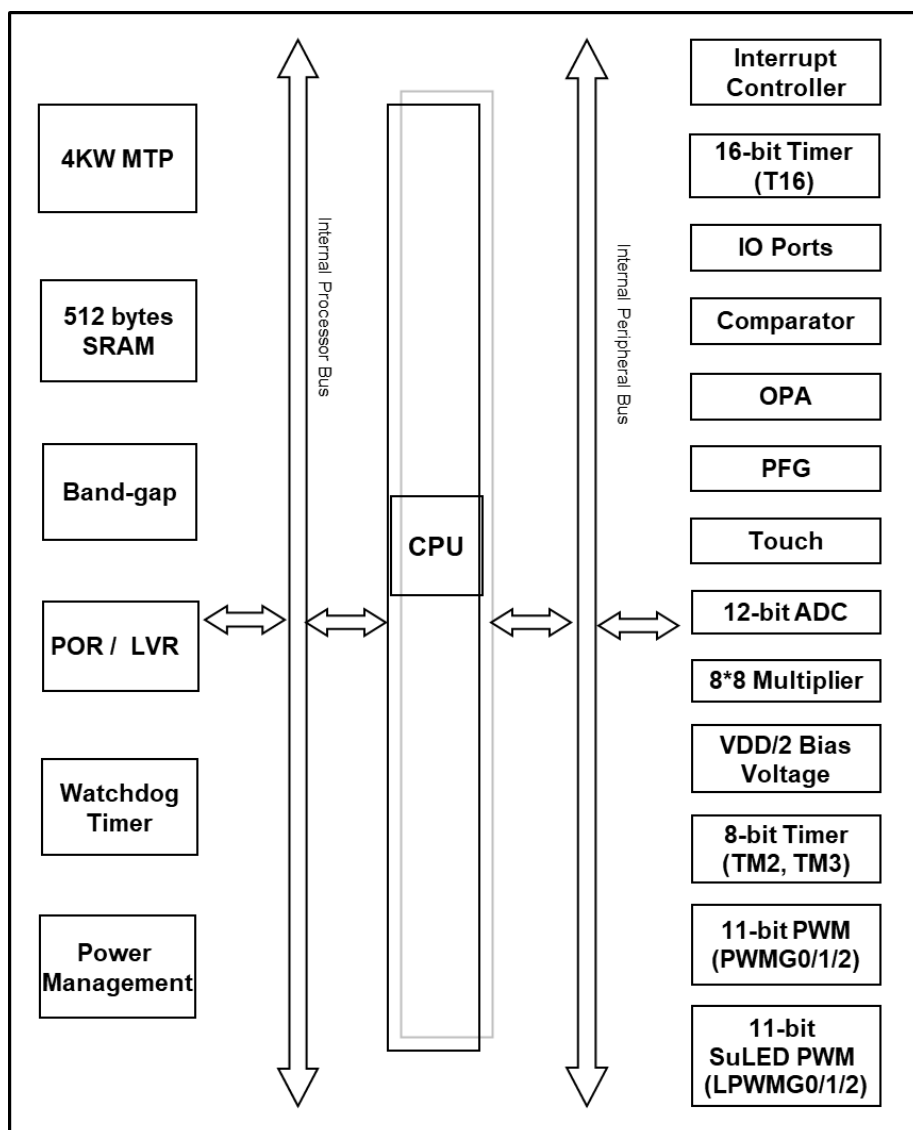 4KW MTP
512 bytes
SRAM
Band-gap
POR / LVR
Watchdog
Timer
Power
Management
Internal Processor Bus
CPU
Internal Peripheral Bus
Interrupt
Controller
16-bit Timer
(T16)
IO Ports
Comparator
OPA
PFG
Touch
12-bit ADC
8*8 Multiplier
VDD/2 Bias
Voltage
8-bit Timer
(TM2, TM3)
11-bit PWM
(PWMG0/1/2)
11-bit
SuLED PWM
(LPWMG0/1/2)